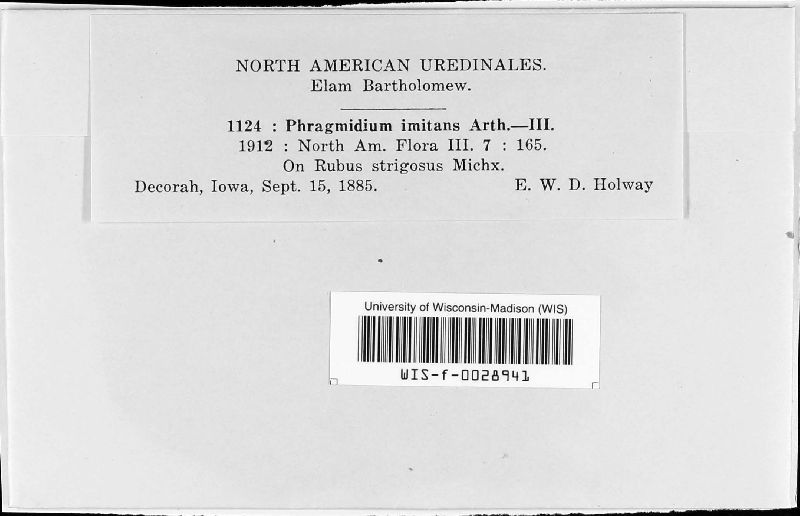 NORTH AMERICAN UREDINALES.
Elam Bartholomew.
1124 : Phragmidium imitans Arth.—III.
1912 : North Am. Flora III. 7 : 165.
On Rubus strigosus Michx.
Decorah, Iowa, Sept. 15, 1885. E. W. D. Holway
University of Wisconsin-Madison (WIS)
WIS-f-0028941